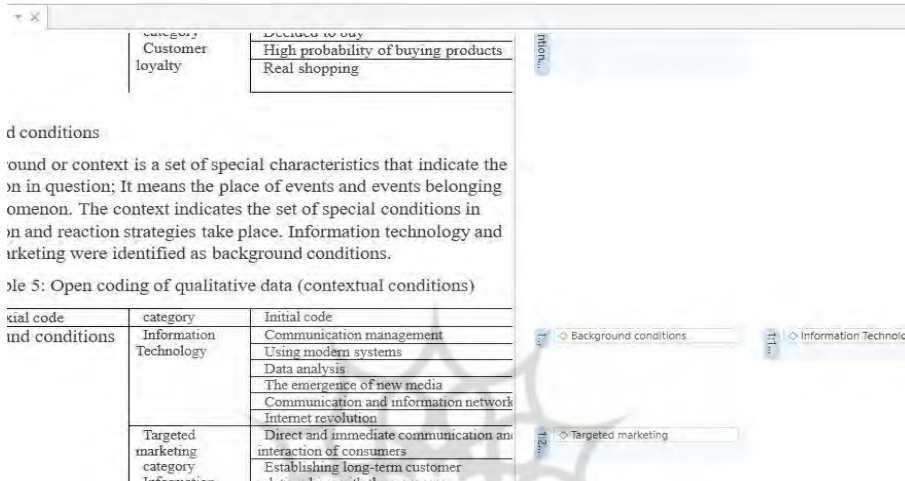 category Decided to buy
Customer High probability of buying products
loyalty Real shopping
ntion...
d conditions
round or context is a set of special characteristics that indicate the
on in question; It means the place of events and events belonging
omenon. The context indicates the set of special conditions in
on and reaction strategies take place. Information technology and
arketing were identified as background conditions.
ble 5: Open coding of qualitative data (contextual conditions)
xial code category Initial code
und conditions Information Communication management
Technology Using modern systems
Data analysis
The emergence of new media
Communication and information network
Internet revolution
Background conditions
Information Technolo
Targeted Direct and immediate communication and
marketing interaction of consumers
category Establishing long-term customer
Targeted marketing